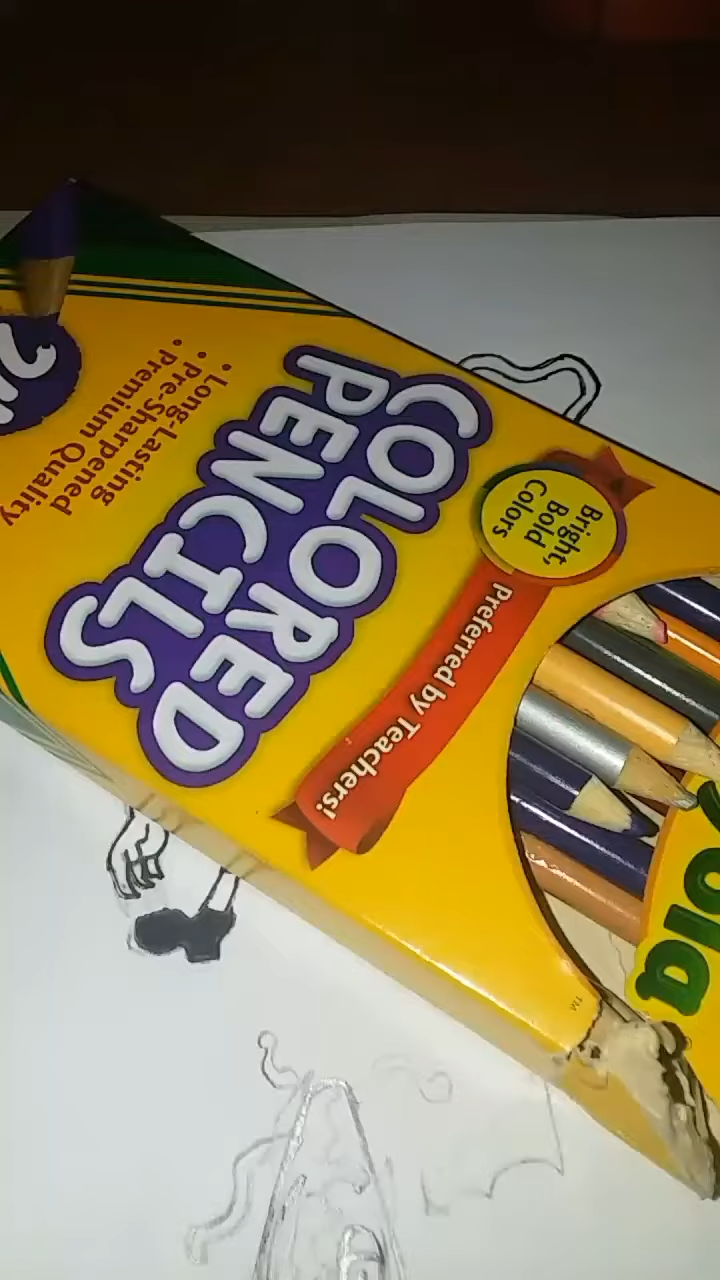 COLORED
PENCILS
• Long-Lasting
• Pre-Sharpened
• Premium Quality
Bright,
Bold
Colors
Preferred by Teachers!
TM